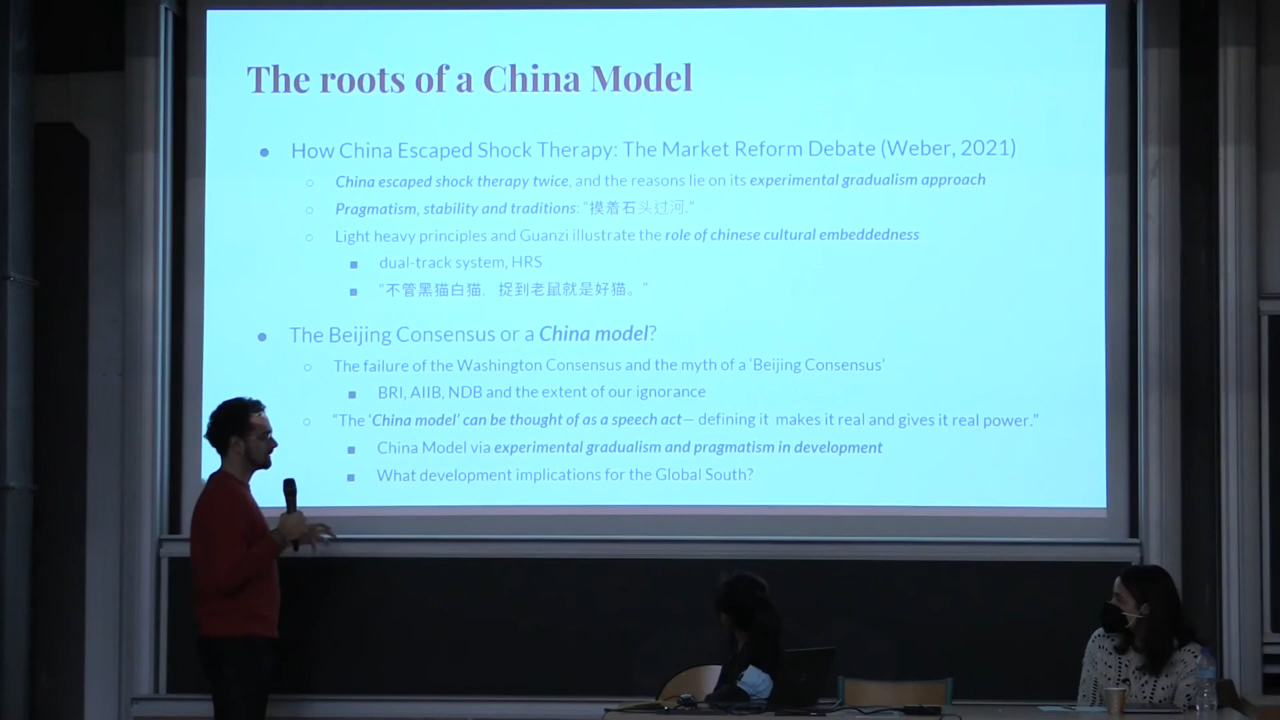 The roots of a China Model
● How China Escaped Shock Therapy: The Market Reform Debate (Weber, 2021)
○ China escaped shock therapy twice, and the reasons lie on its experimental gradualism approach
○ Pragmatism, stability and traditions: “摸着石头过河.”
○ Light heavy principles and Guanzi illustrate the role of chinese cultural embeddedness
■ dual-track system, HRS
■ “不管黑猫白猫，捉到老鼠就是好猫。”
● The Beijing Consensus or a China model?
○ The failure of the Washington Consensus and the myth of a ‘Beijing Consensus’
■ BRI, AIIB, NDB and the extent of our ignorance
○ “The ‘China model’ can be thought of as a speech act— defining it makes it real and gives it real power.”
■ China Model via experimental gradualism and pragmatism in development
■ What development implications for the Global South?